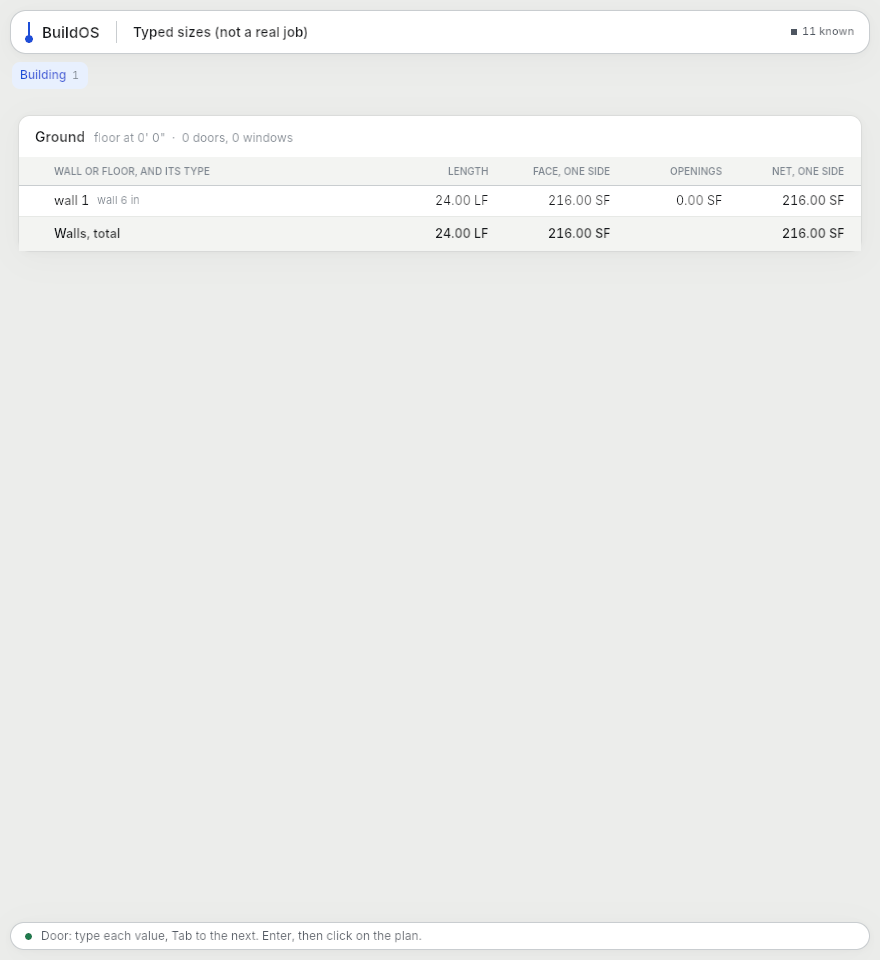 BuildOS Typed sizes (not a real job) 11 known
Building 1
Ground floor at 0' 0" · 0 doors, 0 windows
WALL OR FLOOR, AND ITS TYPE LENGTH FACE, ONE SIDE OPENINGS NET, ONE SIDE
wall 1 wall 6 in 24.00 LF 216.00 SF 0.00 SF 216.00 SF
Walls, total 24.00 LF 216.00 SF 216.00 SF
Door: type each value, Tab to the next. Enter, then click on the plan.